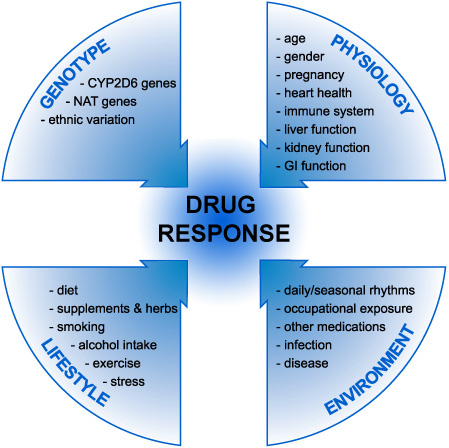 GENOTYPE
- CYP2D6 genes
- NAT genes
- ethnic variation
PHYSIOLOGY
- age
- gender
- pregnancy
- heart health
- immune system
- liver function
- kidney function
- GI function
DRUG
RESPONSE
LIFESTYLE
- diet
- supplements & herbs
- smoking
- alcohol intake
- exercise
- stress
ENVIRONMENT
- daily/seasonal rhythms
- occupational exposure
- other medications
- infection
- disease